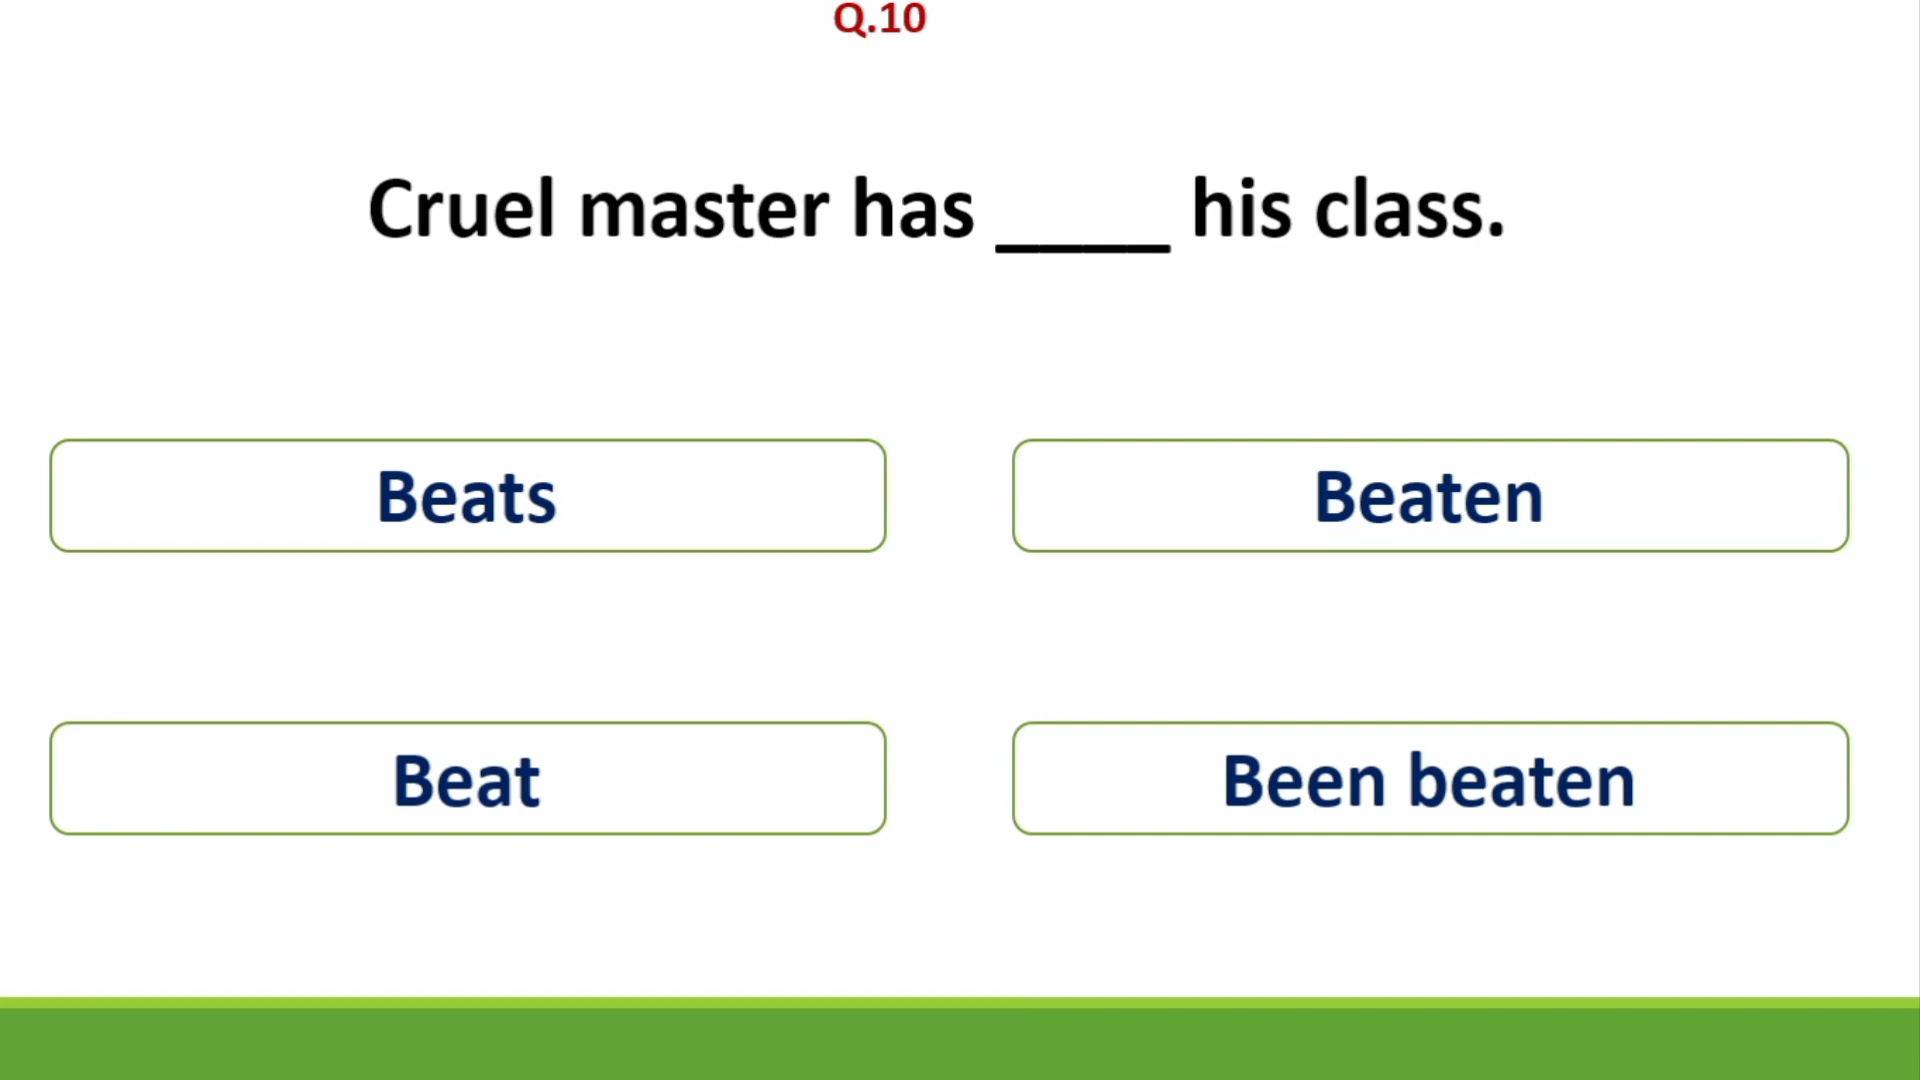 Q.10
Cruel master has ____ his class.
Beats
Beaten
Beat
Been beaten